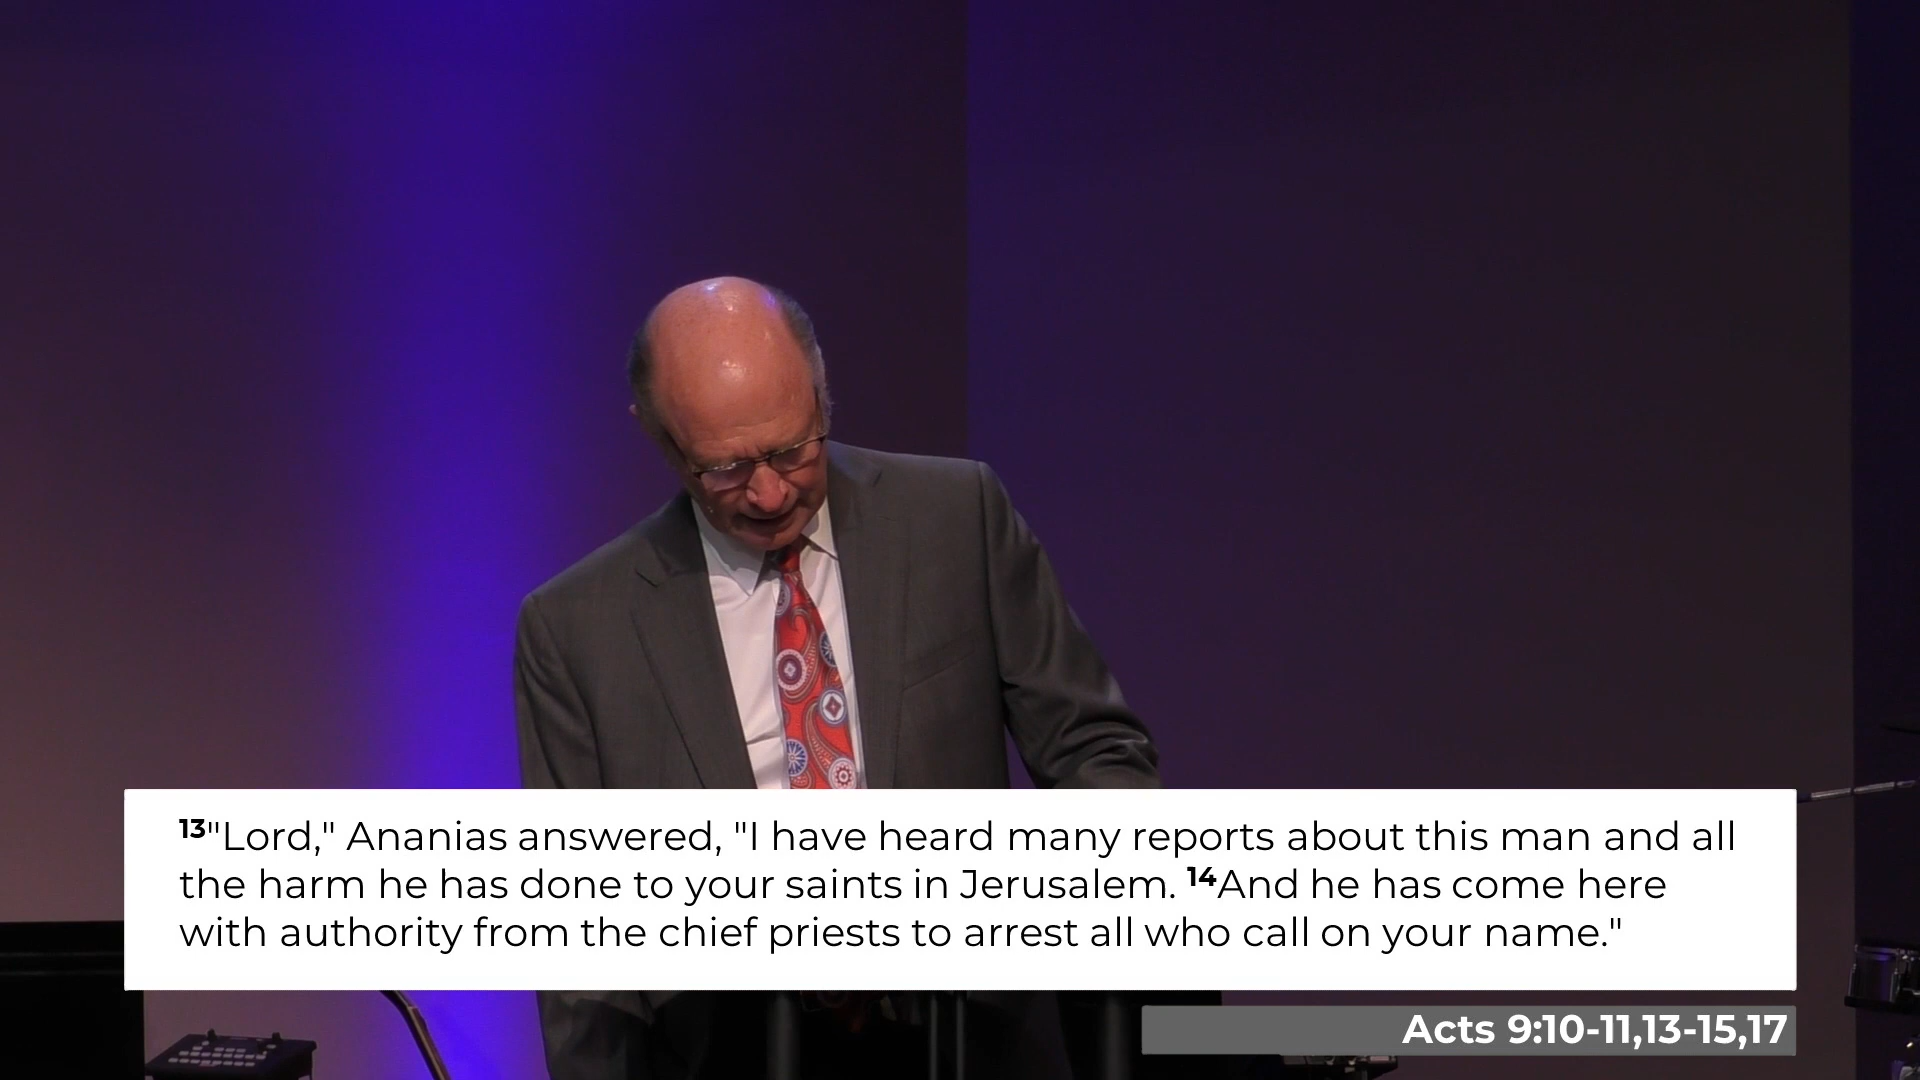 13"Lord," Ananias answered, "I have heard many reports about this man and all
the harm he has done to your saints in Jerusalem. 14And he has come here
with authority from the chief priests to arrest all who call on your name."
Acts 9:10-11,13-15,17